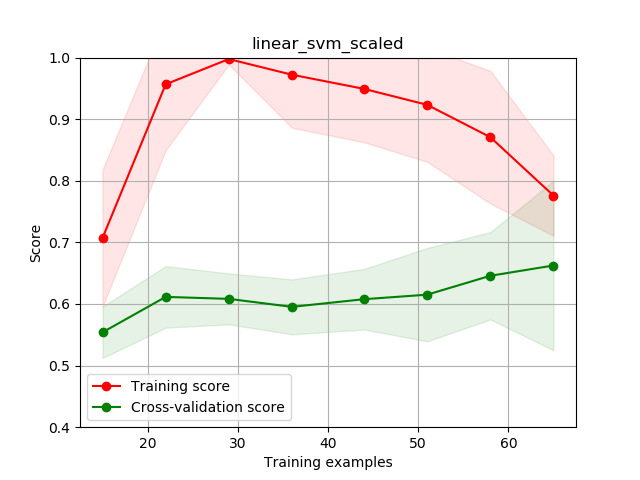 linear_svm_scaled
1.0
0.9
0.8
0.7
0.6
0.5
0.4
Score
Training score
Cross-validation score
20 30 40 50 60
Training examples